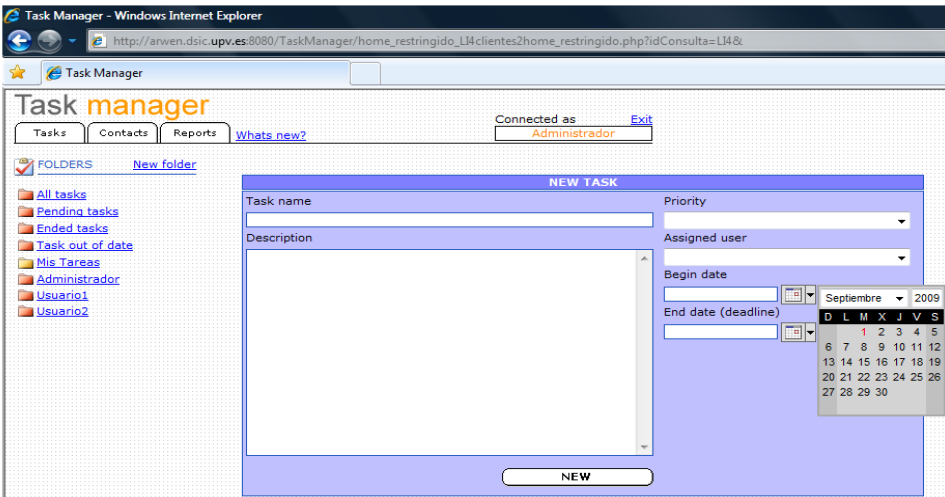 Task Manager - Windows Internet Explorer
http://arwen.dsic.upv.es:8080/TaskManager/home_restringido_LI4clientes2home_restringido.php?idConsulta=LI4&
Task Manager
Task manager
Tasks Contacts Reports Whats new?
Connected as Exit
Administrador
FOLDERS New folder
All tasks
Pending tasks
Ended tasks
Task out of date
Mis Tareas
Administrador
Usuario1
Usuario2
NEW TASK
Task name
Description
Priority
Assigned user
Begin date
End date (deadline)
Septiembre 2009
D L M X J V S
1 2 3 4 5
6 7 8 9 10 11 12
13 14 15 16 17 18 19
20 21 22 23 24 25 26
27 28 29 30
NEW